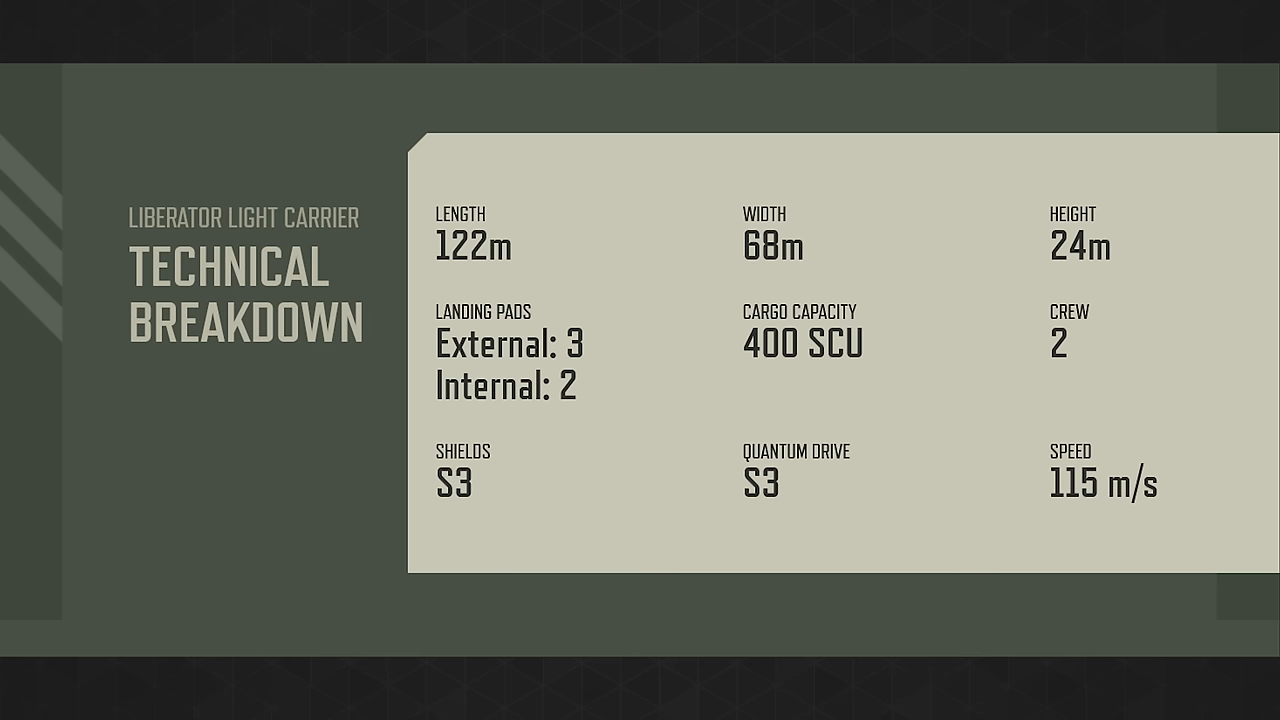 LIBERATOR LIGHT CARRIER
TECHNICAL
BREAKDOWN
LENGTH
122m
WIDTH
68m
HEIGHT
24m
LANDING PADS
External: 3
Internal: 2
CARGO CAPACITY
400 SCU
CREW
2
SHIELDS
S3
QUANTUM DRIVE
S3
SPEED
115 m/s